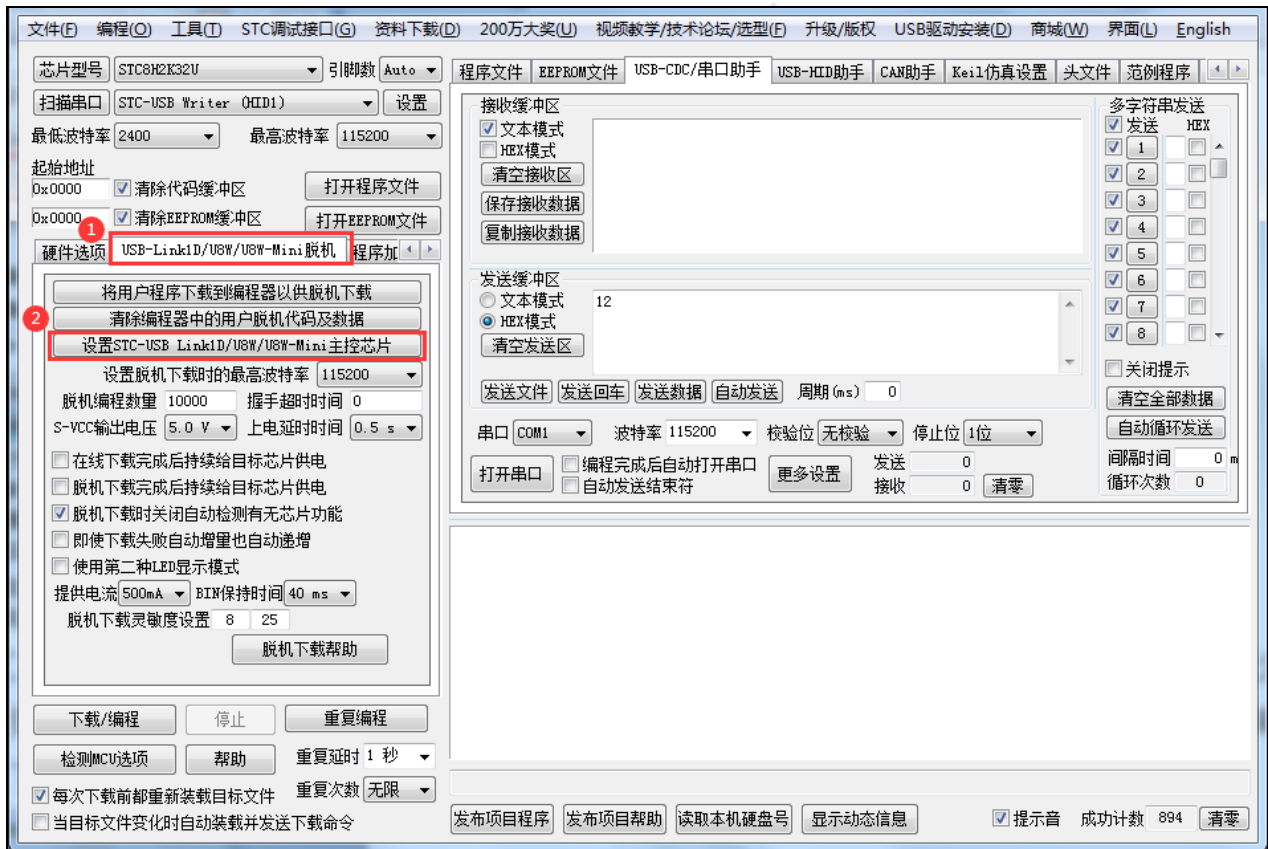 文件(F) 编程(O) 工具(T) STC调试接口(G) 资料下载(D) 200万大奖(U) 视频教学/技术论坛/选型(F) 升级/版权 USB驱动安装(D) 商城(W) 界面(L) English
芯片型号 STC8H2K32U 引脚数 Auto
扫描串口 STC-USB Writer (HID1) 设置
最低波特率 2400 最高波特率 115200
起始地址
0x0000 清除代码缓冲区 打开程序文件
0x0000 清除EEPROM缓冲区 打开EEPROM文件
1
硬件选项 USB-Link1D/U8W/U8W-Mini脱机 程序加
将用户程序下载到编程器以供脱机下载
2
清除编程器中的用户脱机代码及数据
设置STC-USB Link1D/U8W/U8W-Mini主控芯片
设置脱机下载时的最高波特率 115200
脱机编程数量 10000 握手超时时间 0
S-VCC输出电压 5.0 V 上电延时时间 0.5 s
在线下载完成后持续给目标芯片供电
脱机下载完成后持续给目标芯片供电
脱机下载时关闭自动检测有无芯片功能
即使下载失败自动增量也自动递增
使用第二种LED显示模式
提供电流 500mA BIN保持时间 40 ms
脱机下载灵敏度设置 8 25
脱机下载帮助
下载/编程 停止 重复编程
检测MCU选项 帮助 重复延时 1 秒
每次下载前都重新装载目标文件 重复次数 无限
当目标文件变化时自动装载并发送下载命令
程序文件 EEPROM文件 USB-CDC/串口助手 USB-HID助手 CAN助手 Keil仿真设置 头文件 范例程序
接收缓冲区
文本模式
HEX模式
清空接收区
保存接收数据
复制接收数据
发送缓冲区
文本模式 12
HEX模式
清空发送区
发送文件 发送回车 发送数据 自动发送 周期(ms) 0
串口 COM1 波特率 115200 校验位 无校验 停止位 1位
打开串口 编程完成后自动打开串口 更多设置 发送 0
自动发送结束符 接收 0 清零
多字符串发送
发送 HEX
1
2
3
4
5
6
7
8
关闭提示
清空全部数据
自动循环发送
间隔时间 0 m
循环次数 0
发布项目程序 发布项目帮助 读取本机硬盘号 显示动态信息 提示音 成功计数 894 清零